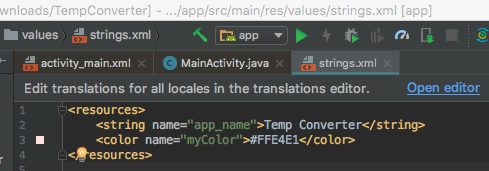 wnloads/TempConverter] - .../app/src/main/res/values/strings.xml [app]
values strings.xml app
activity_main.xml MainActivity.java strings.xml
Edit translations for all locales in the translations editor. Open editor
1 <resources>
2 <string name="app_name">Temp Converter</string>
3 <color name="myColor">#FFE4E1</color>
4 </resources>